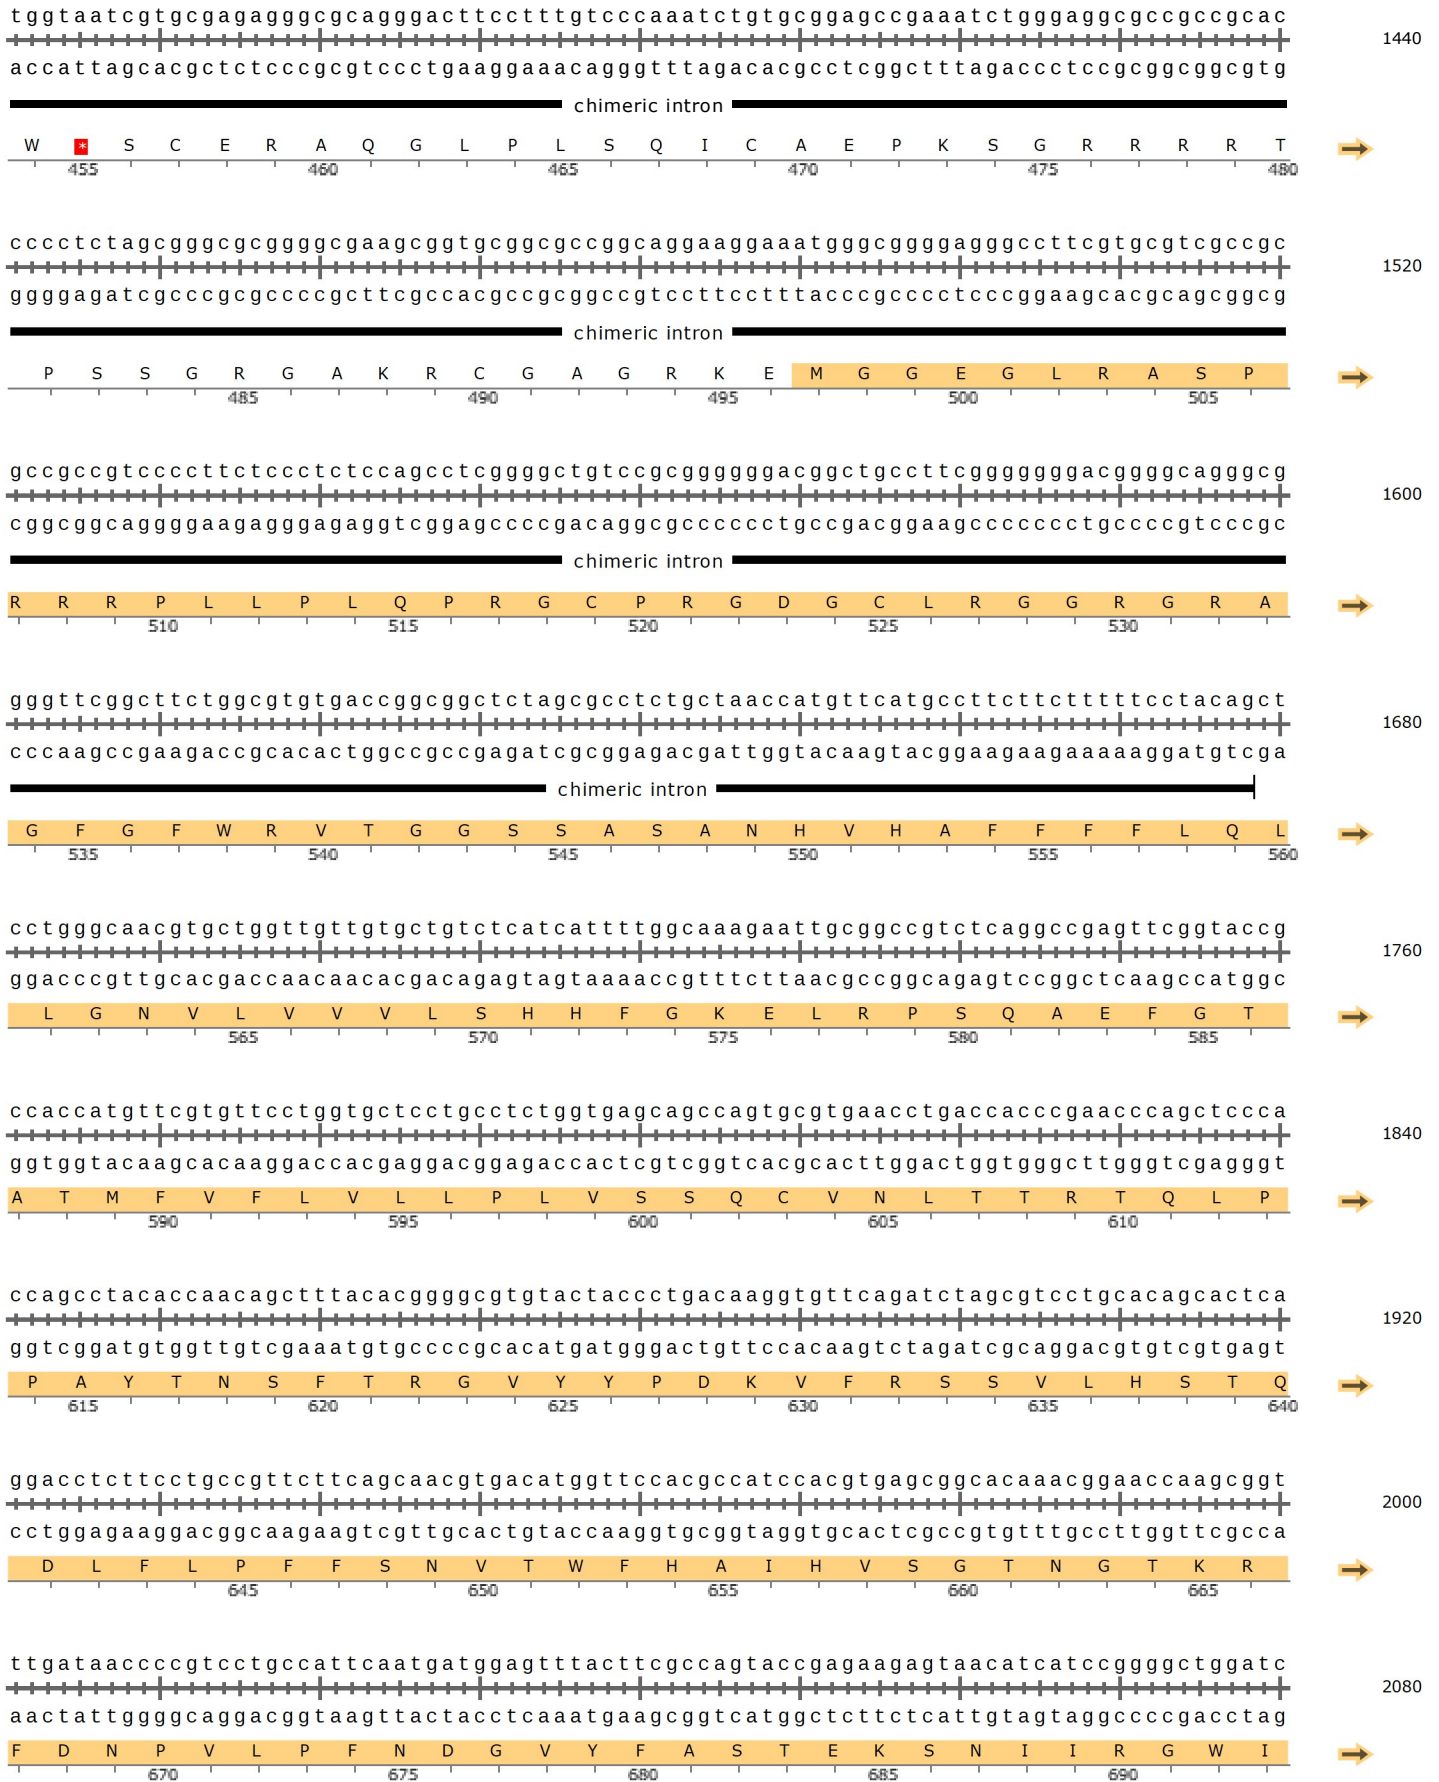 tggtaatcgtgcgagagggcgcagggacttcctttgtcccaaatctgtgcggagccgaaatctgggaggcgccgccgcac
1440
accattagcacgctctcccgcgtccctgaaggaaacagggtttagacacgcctcggctttagaccctccgcggcggcgtg
chimeric intron
W * S C E R A Q G L P L S Q I C A E P K S G R R R R T
455 460 465 470 475 480
cccctctagcgggcgcggggcgaagcggtgcggcgccggcaggaaggaaatgggcggggagggccttcgtgcgtcgccgc
1520
ggggagatcgcccgcgccccgcttcgccacgccgcggccgtccttcctttacccgcccctcccggaagcacgcagcggcg
chimeric intron
P S S G R G A K R C G A G R K E M G G E G L R A S P
485 490 495 500 505
gccgccgtccccttctccctctccagcctcggggctgtccgcggggggacggctgccttcgggggggacggggcagggcg
1600
cggcggcaggggaagagggagaggtcggagccccgacaggcgcccccctgccgacggaagcccccccctgccccgtcccgc
chimeric intron
R R R P L L P L Q P R G C P R G D G C L R G G R G R A
510 515 520 525 530
gggttcggcttctggcgtgtgaccggcggctctagcgcctctgctaaccatgttcatgccttcttctttttcctacagct
1680
cccaagccgaagaccgcacactggccgccgagatcgcggagacgattggtacaagtacggaagaagaaaaaggatgtcga
chimeric intron
G F G F W R V T G G S S A S A N H V H A F F F F L Q L
535 540 545 550 555 560
cctgggcaacgtgctggttgttgtgctgtctcatcattttggcaaagaattgcggccgtctcaggccgagttcggtaccg
1760
ggacccgttgcacgaccaacaacacgacagagtagtaaaaccgtttcttaacgccggcagagtccggctcaagccatggc
L G N V L V V V L S H H F G K E L R P S Q A E F G T
565 570 575 580 585
ccaccatgttcgtgttcctggtgctcctgcctctggtgagcagccagtgcgtgaacctgaccacccgaacccagctccca
1840
ggtggtacaagcacaaggaccacgaggacggagaccactcgtcggtcacgcacttggactggtgggcttgggtcgagggt
A T M F V F L V L L P L V S S Q C V N L T T R T Q L P
590 595 600 605 610
ccagcctacaccaacagctttacacggggcgtgtactaccctgacaaggtgttcagatctagcgtcctgcacagcactca
1920
ggtcggatgtggttgtcgaaatgtgccccgcacatgatgggactgttccacaagtctagatcgcaggacgtgtcgtgagt
P A Y T N S F T R G V Y Y P D K V F R S S V L H S T Q
615 620 625 630 635 640
ggacctcttcctgccgttcttcagcaacgtgacatggttccacgccatccacgtgagcggcacaaacggaaccaagcggt
2000
cctggagaaggacggcaagaagtcgttgcactgtaccaaggtgcggtaggtgcactcgccgtgtttgccttggttcgcca
D L F L P F F S N V T W F H A I H V S G T N G T K R
645 650 655 660 665
ttgataaccccgtcctgccattcaatgatggagtttacttcgccagtaccgagaagagtaacatcatccggggctggatc
2080
aactattggggcaggacggtaagttactacctcaaatgaagcggtcatggctcttctcattgtagtaggccccgacctag
F D N P V L P F N D G V Y F A S T E K S N I I R G W I
670 675 680 685 690